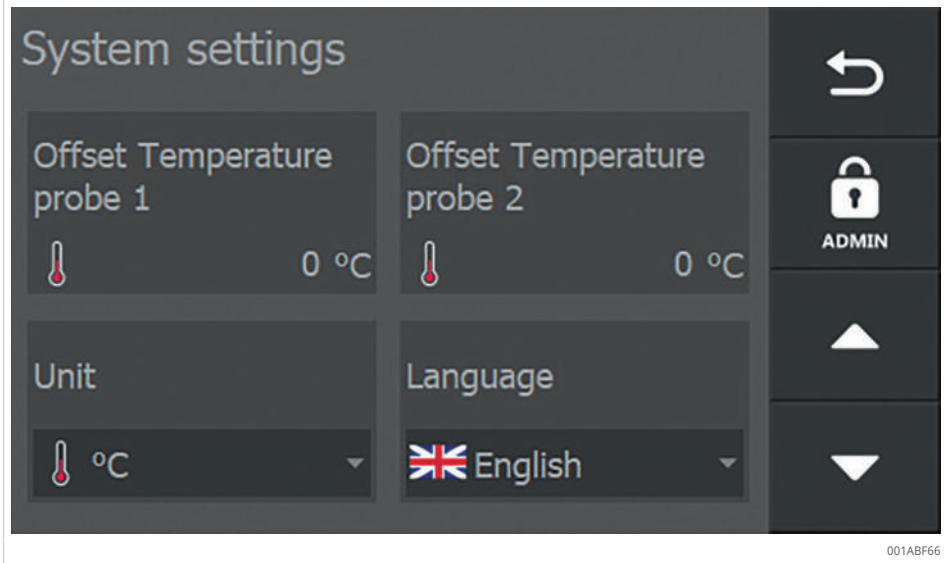 System settings
Offset Temperature
probe 1
0 °C
Offset Temperature
probe 2
0 °C
ADMIN
Unit
°C
Language
English
001ABF66